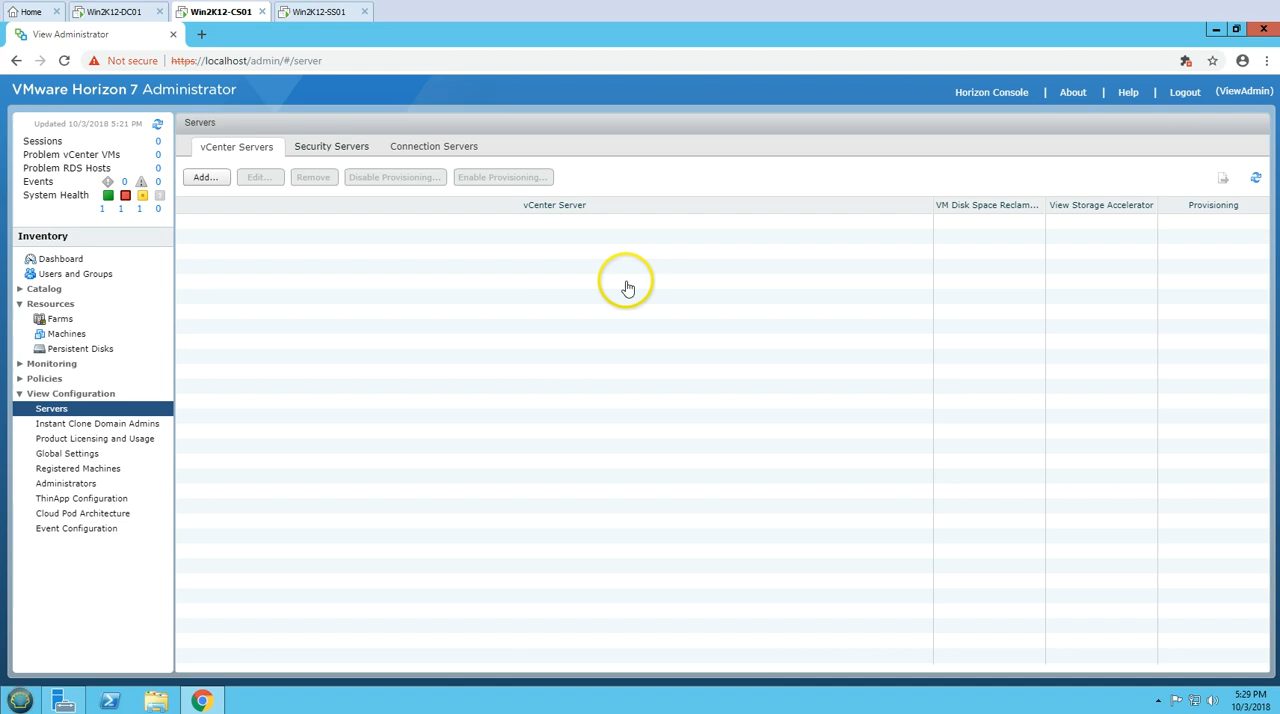 Home
Win2K12-DC01
Win2K12-CS01
Win2K12-SS01
View Administrator
Not secure
https://localhost/admin/#/server
VMware Horizon 7 Administrator
Horizon Console | About | Help | Logout (ViewAdmin)
Updated 10/3/2018 5:21 PM
Sessions 0
Problem vCenter VMs 0
Problem RDS Hosts 0
Events 0 0
System Health
1 1 1 0
Inventory
Dashboard
Users and Groups
Catalog
Resources
Farms
Machines
Persistent Disks
Monitoring
Policies
View Configuration
Servers
Instant Clone Domain Admins
Product Licensing and Usage
Global Settings
Registered Machines
Administrators
ThinApp Configuration
Cloud Pod Architecture
Event Configuration
Servers
vCenter Servers
Security Servers
Connection Servers
Add...
Edit...
Remove
Disable Provisioning...
Enable Provisioning...
vCenter Server
VM Disk Space Reclam...
View Storage Accelerator
Provisioning
5:29 PM
10/3/2018